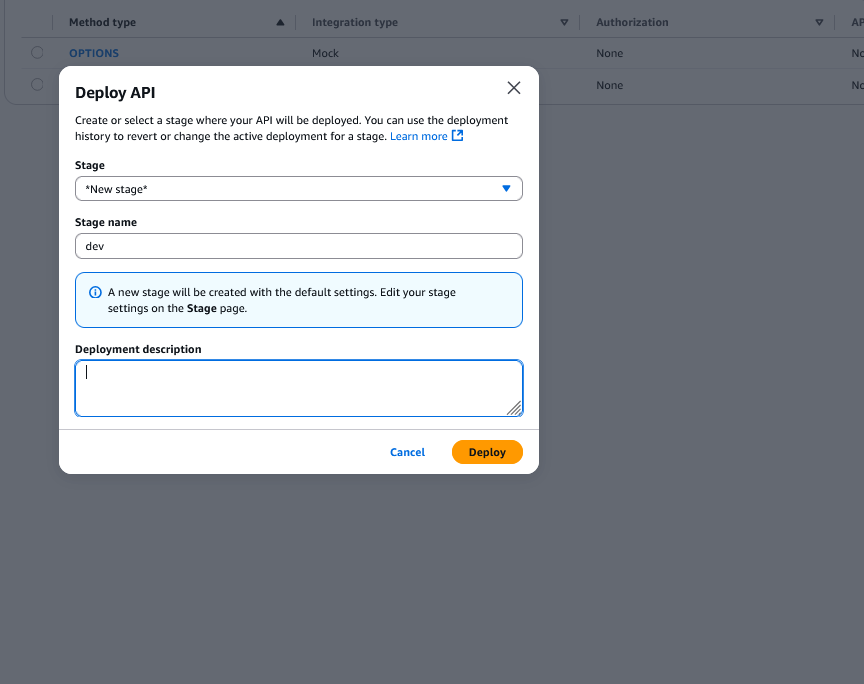 Method type Integration type Authorization AP
OPTIONS Mock None No
None No
Deploy API
Create or select a stage where your API will be deployed. You can use the deployment
history to revert or change the active deployment for a stage. Learn more
Stage
*New stage*
Stage name
dev
A new stage will be created with the default settings. Edit your stage
settings on the Stage page.
Deployment description
Cancel Deploy